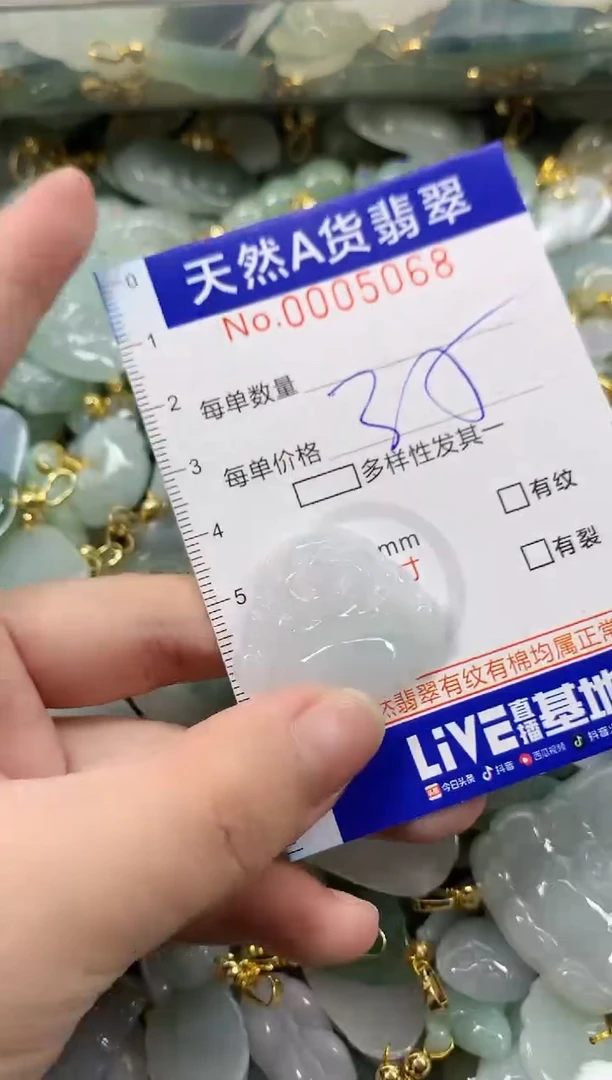 天然A货翡翠
No.0005068
0
1
2
3
4
5
每单数量
38
每单价格
多样性发其一
有纹
mm
有裂
寸
然翡翠有纹有棉均属正常
LiVE直播基地
今日头条 抖音 西瓜视频 抖音